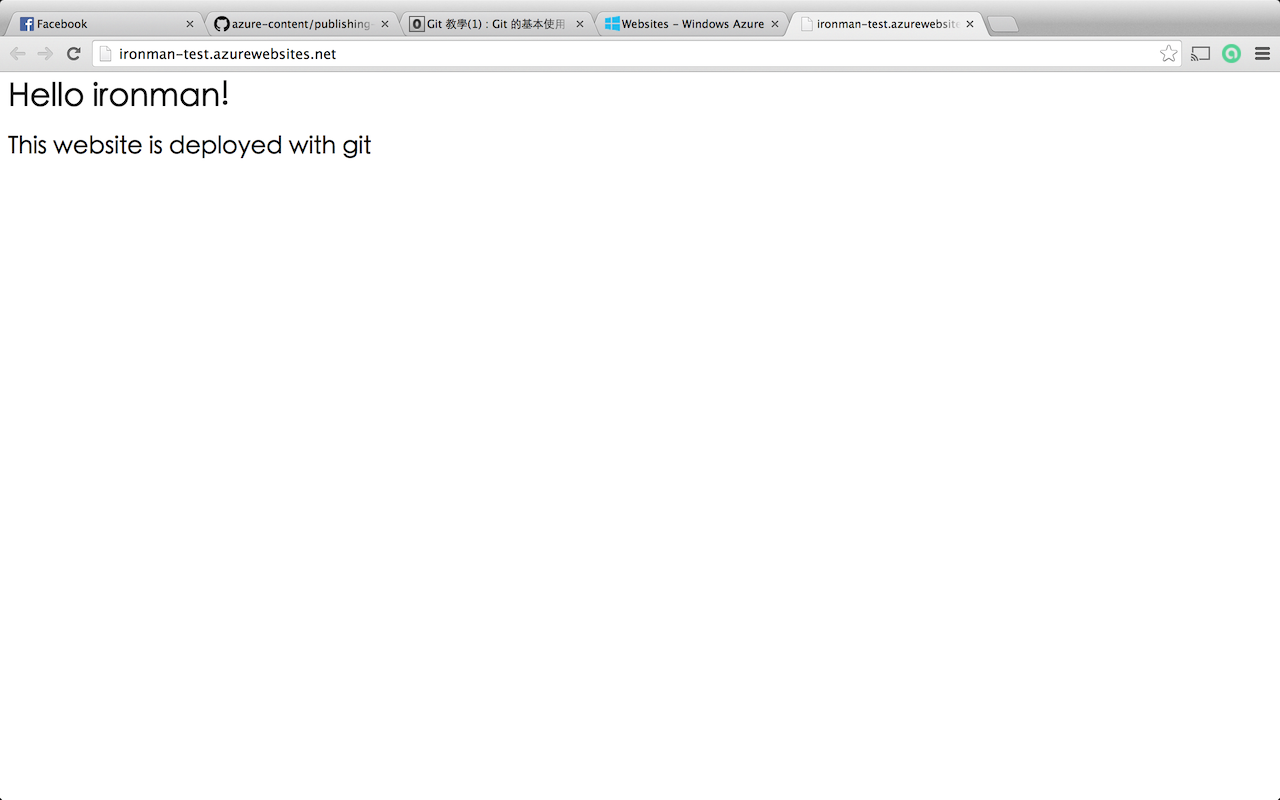 Facebook
azure-content/publishing-
Git 教學(1) : Git 的基本使用
Websites - Windows Azure
ironman-test.azurewebsite
ironman-test.azurewebsites.net
Hello ironman!
This website is deployed with git